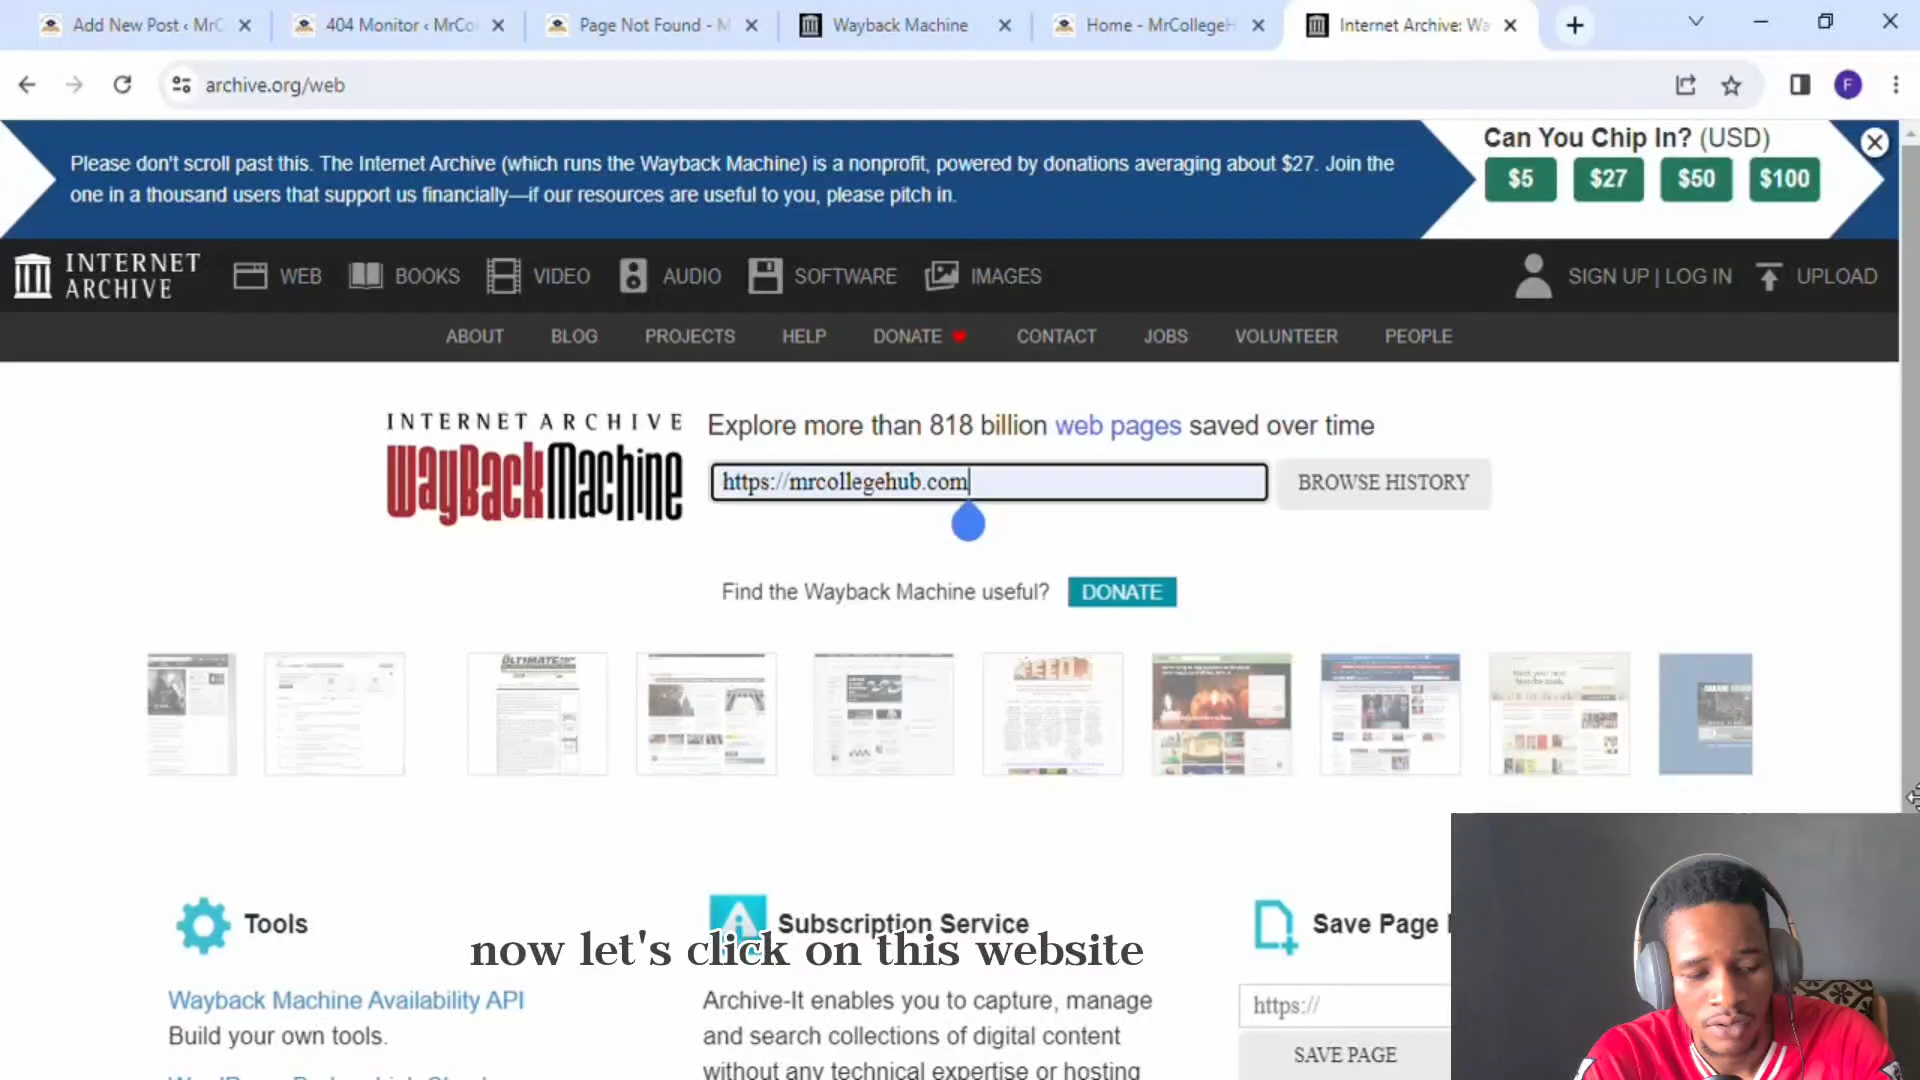 Add New Post ‹ MrC
404 Monitor ‹ MrCo
Page Not Found - M
Wayback Machine
Home - MrCollegeH
Internet Archive: Wa
archive.org/web
F
Please don't scroll past this. The Internet Archive (which runs the Wayback Machine) is a nonprofit, powered by donations averaging about $27. Join the
one in a thousand users that support us financially—if our resources are useful to you, please pitch in.
Can You Chip In? (USD)
$5 $27 $50 $100
INTERNET
ARCHIVE
WEB BOOKS VIDEO AUDIO SOFTWARE IMAGES
SIGN UP | LOG IN UPLOAD
ABOUT BLOG PROJECTS HELP DONATE CONTACT JOBS VOLUNTEER PEOPLE
INTERNET ARCHIVE
WayBackMachine
Explore more than 818 billion web pages saved over time
https://mrcollegehub.com
BROWSE HISTORY
Find the Wayback Machine useful? DONATE
Tools
Wayback Machine Availability API
Build your own tools.
Subscription Service
now let's click on this website
Archive-It enables you to capture, manage
and search collections of digital content
without any technical expertise or hosting
Save Page
https://
SAVE PAGE